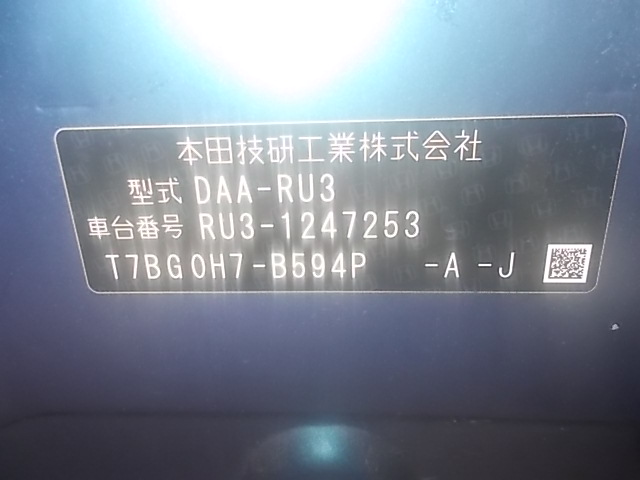 本田技研工業株式会社
型式 DAA-RU3
車台番号 RU3-1247253
T7BG0H7-B594P -A -J